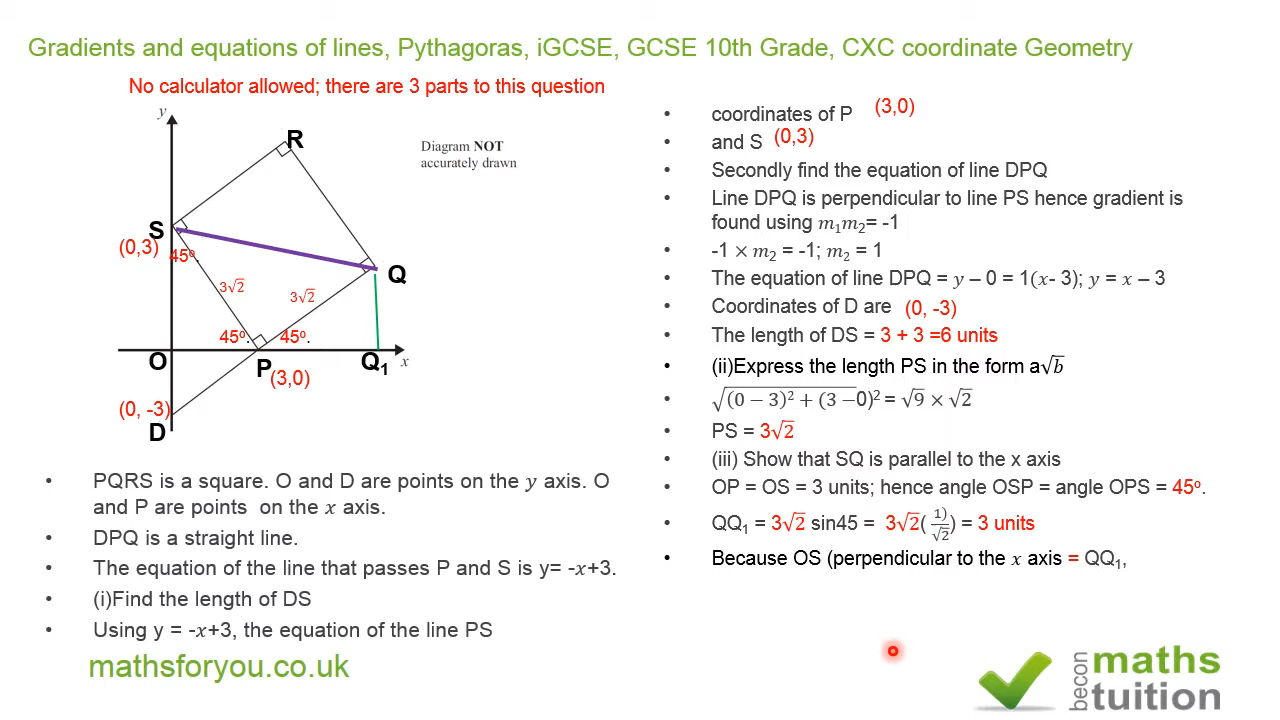 Gradients and equations of lines, Pythagoras, iGCSE, GCSE 10th Grade, CXC coordinate Geometry
No calculator allowed; there are 3 parts to this question
y
R
Diagram NOT
accurately drawn
S
(0,3)
45º.
3√2
3√2
Q
45º.
45º.
O
P
(3,0)
Q₁
x
(0, -3)
D
• PQRS is a square. O and D are points on the y axis. O
and P are points on the x axis.
• DPQ is a straight line.
• The equation of the line that passes P and S is y= -x+3.
• (i)Find the length of DS
• Using y = -x+3, the equation of the line PS
mathsforyou.co.uk
• coordinates of P (3,0)
• and S (0,3)
• Secondly find the equation of line DPQ
• Line DPQ is perpendicular to line PS hence gradient is
found using m₁m₂= -1
• -1 × m₂ = -1; m₂ = 1
• The equation of line DPQ = y – 0 = 1(x- 3); y = x – 3
• Coordinates of D are (0, -3)
• The length of DS = 3 + 3 =6 units
• (ii)Express the length PS in the form a√b
• √(0 − 3)² + (3 −0)² = √9 × √2
• PS = 3√2
• (iii) Show that SQ is parallel to the x axis
• OP = OS = 3 units; hence angle OSP = angle OPS = 45º.
• QQ₁ = 3√2 sin45 = 3√2(1)/√2) = 3 units
• Because OS (perpendicular to the x axis = QQ₁,
becon
maths
tuition